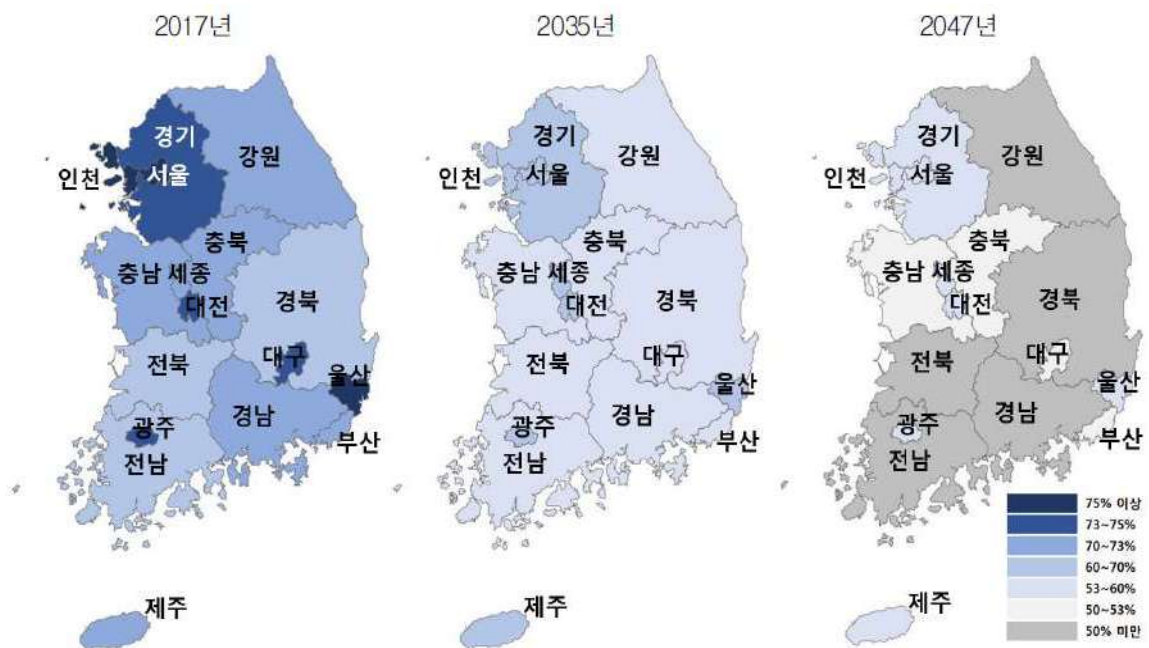 2017년
2035년
2047년
경기
강원
인천
서울
충북
충남 세종
대전
경북
전북
대구
울산
경남
광주
부산
전남
제주
경기
강원
인천
서울
충북
충남 세종
대전
경북
전북
대구
울산
경남
광주
부산
전남
제주
경기
강원
인천
서울
충북
충남 세종
대전
경북
전북
대구
울산
경남
광주
부산
전남
제주
75% 이상
73~75%
70~73%
60~70%
53~60%
50~53%
50% 미만